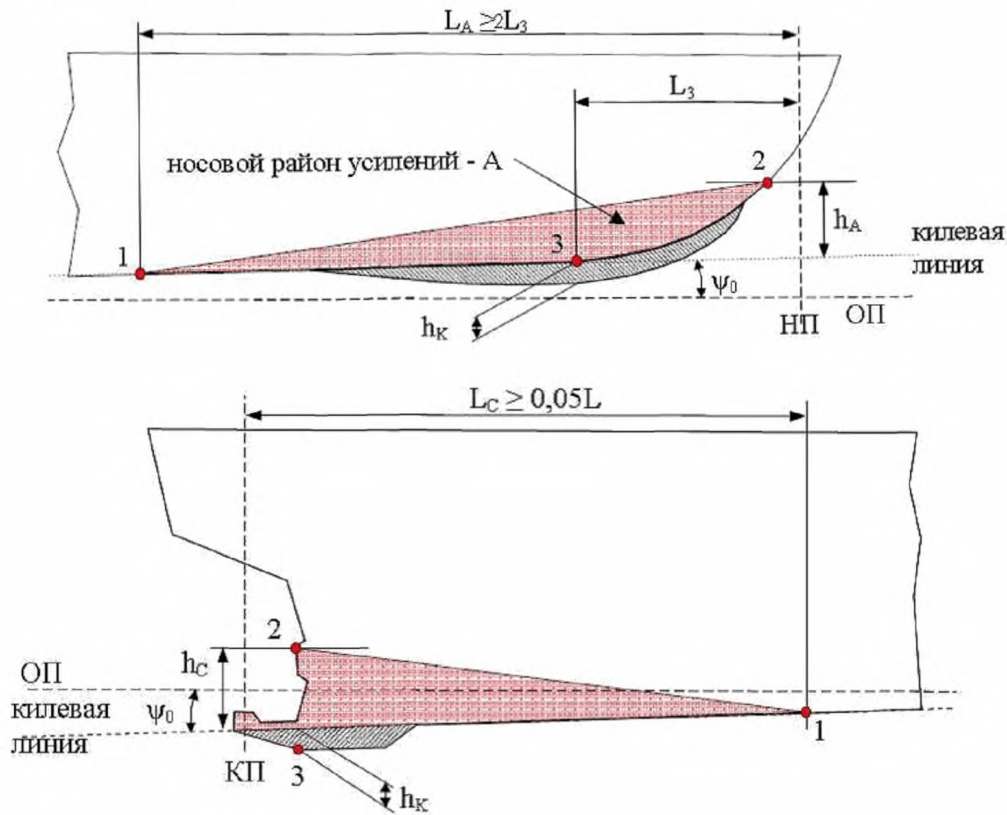 L_A ≥2L_3
L_3
носовой район усилений - А
2
h_A
1
3
килевая
линия
ψ_0
h_K
НП
ОП
L_C ≥ 0,05L
2
h_C
ОП
килевая
линия
ψ_0
1
КП
3
h_K